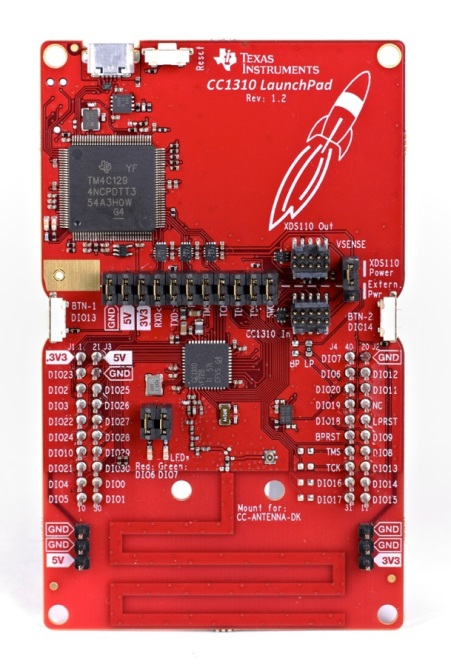 Reset
TEXAS
INSTRUMENTS
CC1310 LaunchPad
Rev: 1.2
YF
TM4C129
4NCPDTT3
54A3H0W
G4
XDS110 Out
VSENSE
XDS110
Power
Extern.
Pwr
BTN-1
DIO13
GND
5V
3V3
RXD<
TXD>
CC1310 In
BP LP
BTN-2
DIO14
3V3
J1 1
21 J3
5V
DIO23
GND
DIO2
DIO25
DIO3
DIO26
DIO22
DIO27
DIO24
DIO28
DIO10
DIO29
DIO21
DIO30
DIO4
DIO0
DIO5
DIO1
10
30
LEDs
Red: Green:
DIO6 DIO7
J4 40
20 J2
DIO7
GND
DIO6
DIO12
DIO20
DIO11
DIO19
NC
DIO18
LPRST
BPRST
DIO9
TMS
DIO8
TCK
DIO13
DIO16
DIO14
DIO17
DIO15
31
11
Mount for:
CC-ANTENNA-DK
GND
GND
5V
GND
GND
3V3